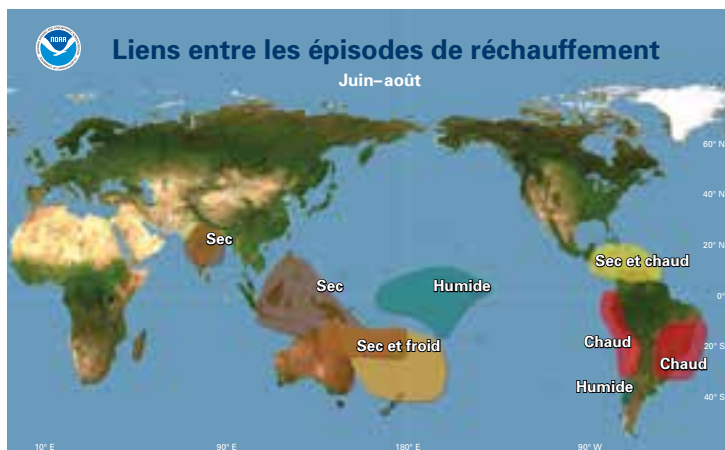 NOAA
Liens entre les épisodes de réchauffement
Juin–août
60° N
40° N
20° N
Sec
Sec et chaud
Sec
Humide
0°
Sec et froid
Chaud
20° S
Chaud
Humide
40° S
10° E
90° E
180° E
90° W